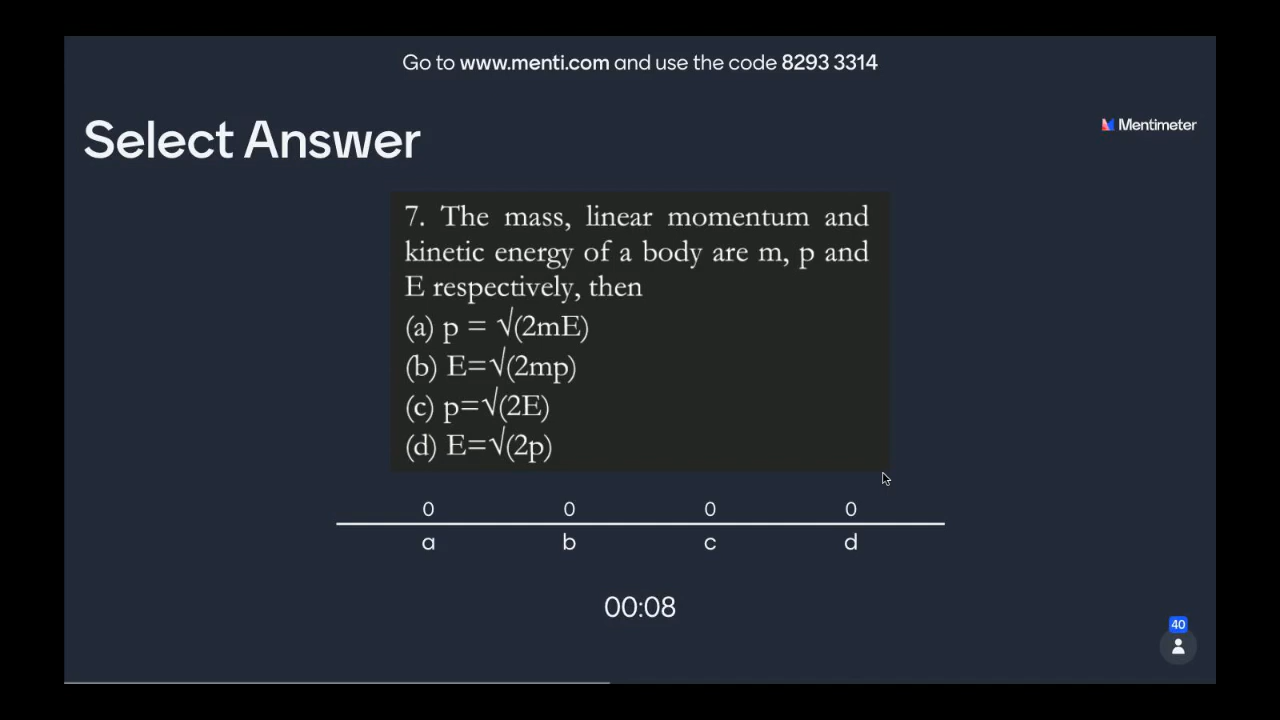 Go to www.menti.com and use the code 8293 3314
Select Answer
Mentimeter
7. The mass, linear momentum and
kinetic energy of a body are m, p and
E respectively, then
(a) p = √(2mE)
(b) E=√(2mp)
(c) p=√(2E)
(d) E=√(2p)
0 0 0 0
a b c d
00:08
40